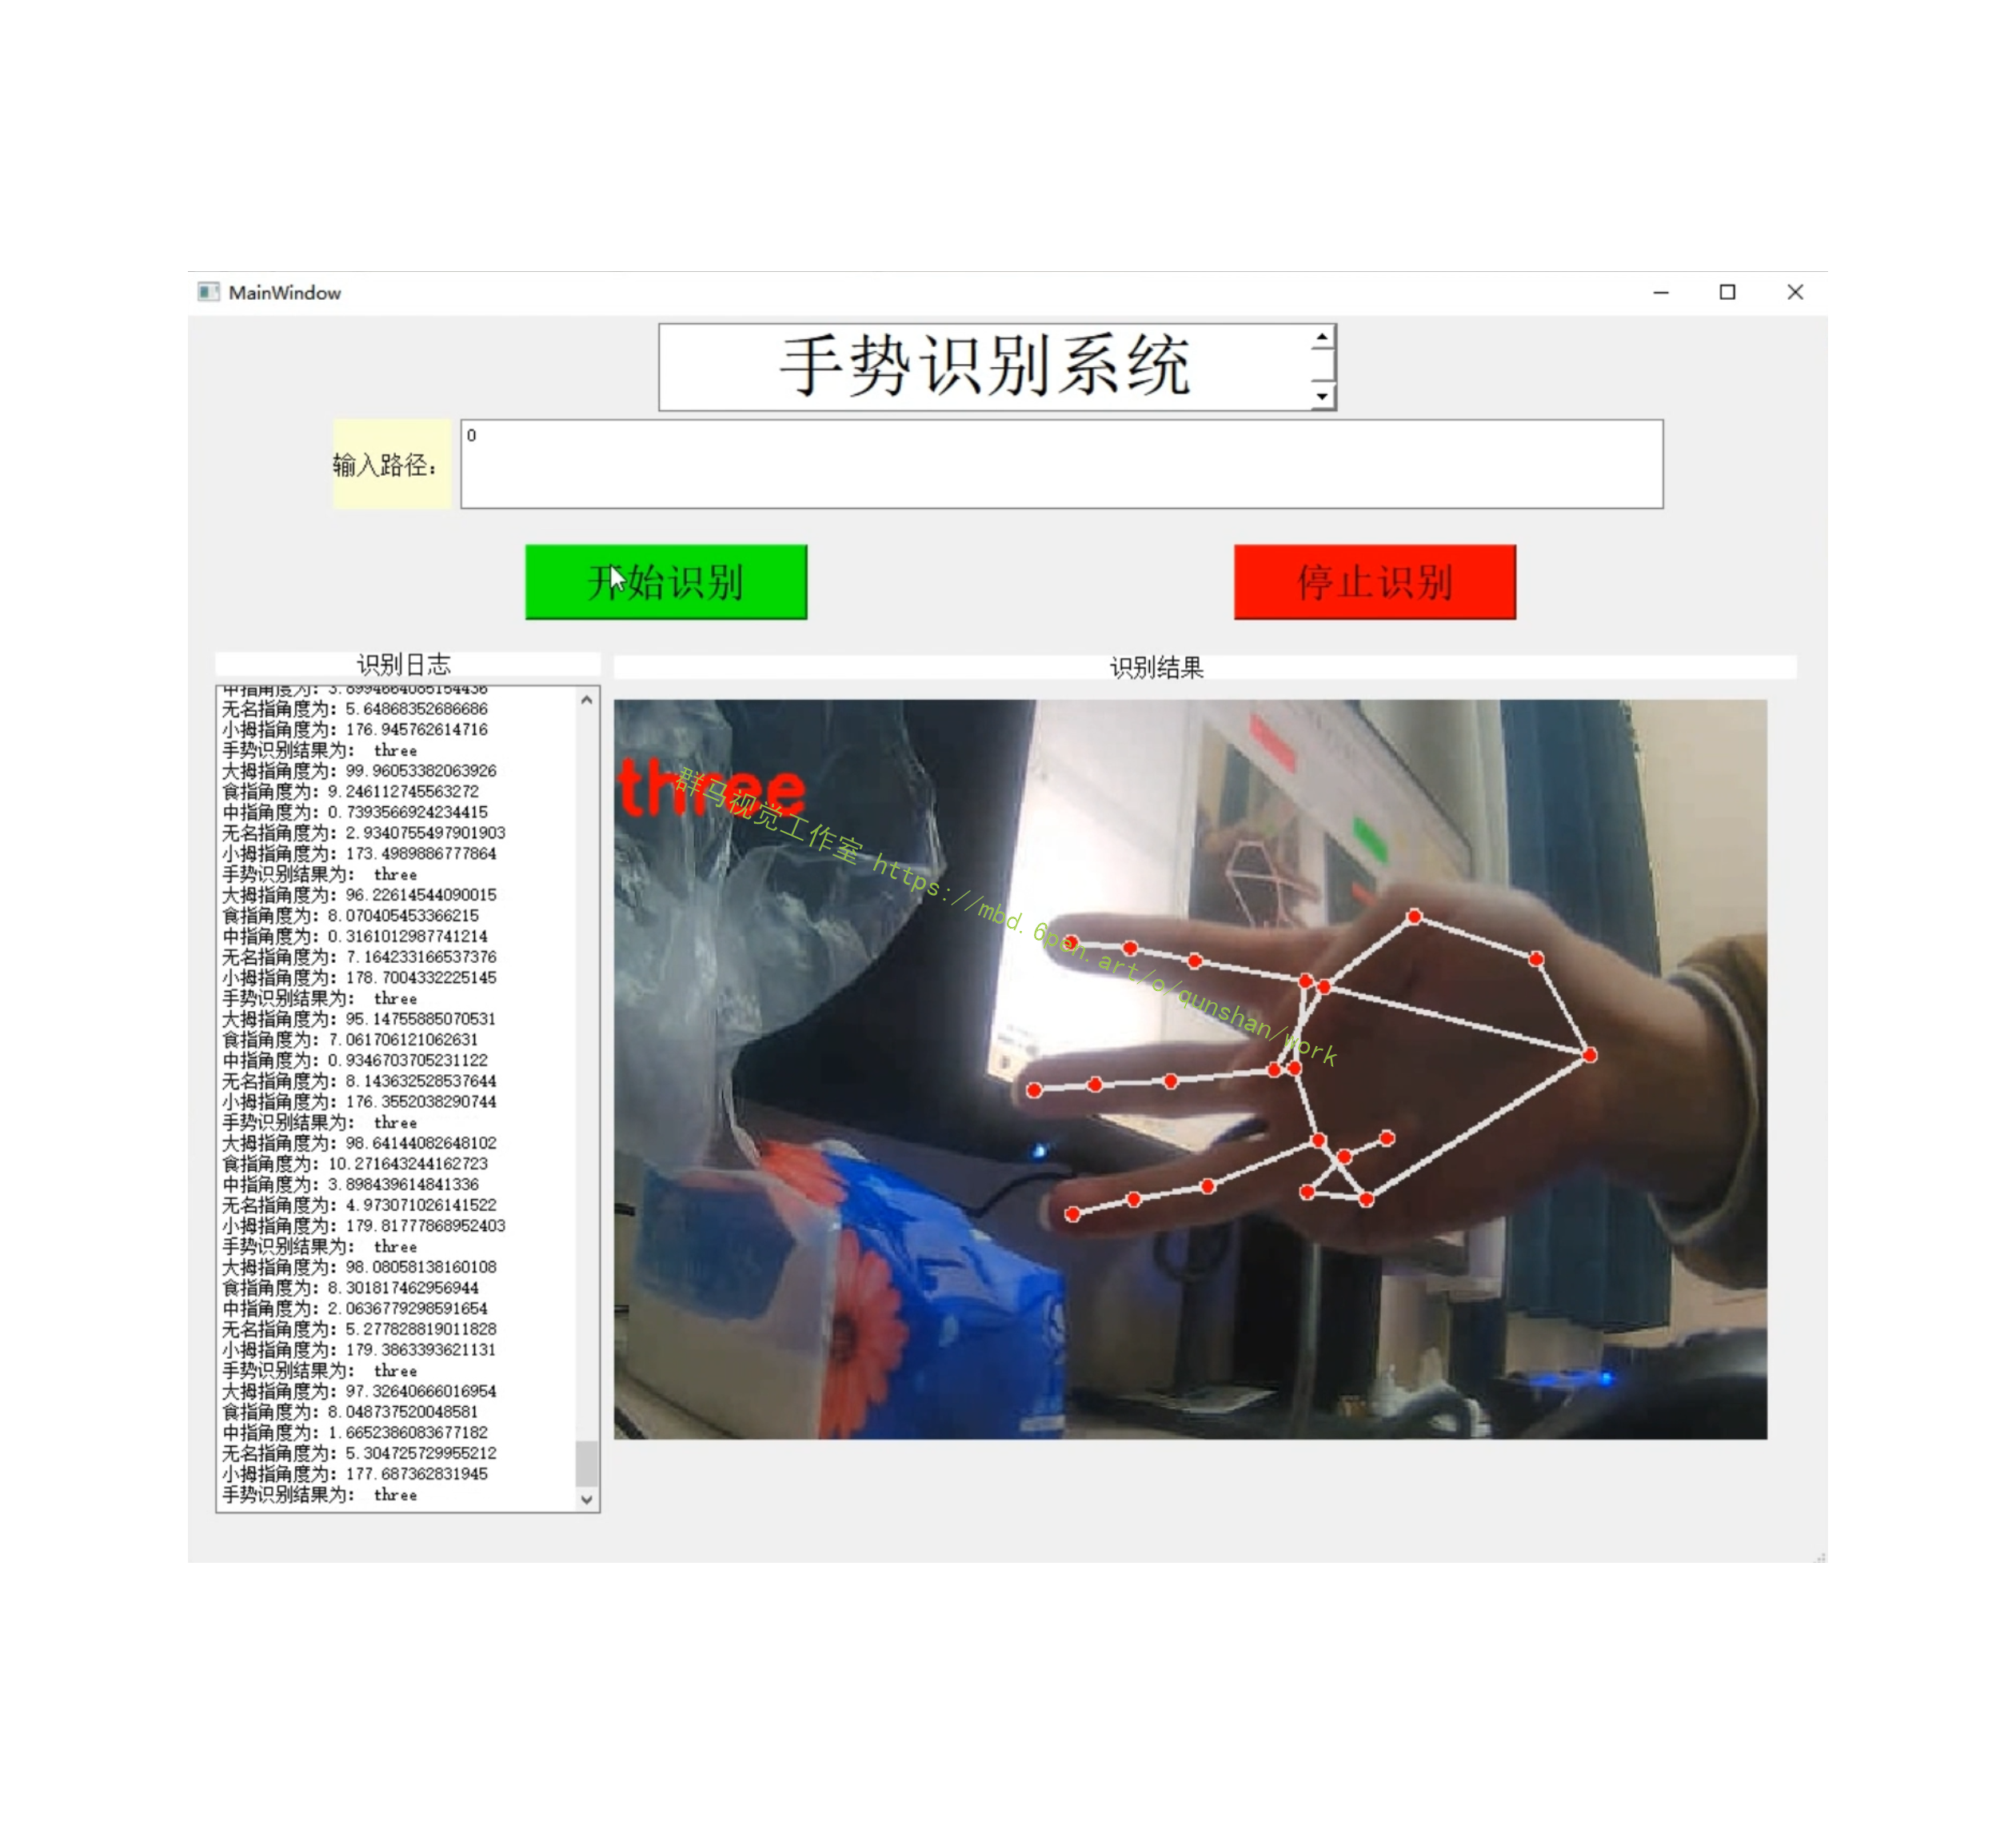 MainWindow
手势识别系统
输入路径：
0
开始识别
停止识别
识别日志
中指角度为: 3.8994664085154436
无名指角度为: 5.64868352686686
小拇指角度为: 176.945762614716
手势识别结果为:  three
大拇指角度为: 99.96053382063926
食指角度为: 9.246112745563272
中指角度为: 0.7393566924234415
无名指角度为: 2.9340755497901903
小拇指角度为: 173.4989886777864
手势识别结果为:  three
大拇指角度为: 96.22614544090015
食指角度为: 8.070405453366215
中指角度为: 0.3161012987741214
无名指角度为: 7.164233166537376
小拇指角度为: 178.7004332225145
手势识别结果为:  three
大拇指角度为: 95.14755885070531
食指角度为: 7.061706121062631
中指角度为: 0.9346703705231122
无名指角度为: 8.143632528537644
小拇指角度为: 176.3552038290744
手势识别结果为:  three
大拇指角度为: 98.64144082648102
食指角度为: 10.271643244162723
中指角度为: 3.898439614841336
无名指角度为: 4.973071026141522
小拇指角度为: 179.81777868952403
手势识别结果为:  three
大拇指角度为: 98.08058138160108
食指角度为: 8.301817462956944
中指角度为: 2.0636779298591654
无名指角度为: 5.277828819011828
小拇指角度为: 179.3863393621131
手势识别结果为:  three
大拇指角度为: 97.32640666016954
食指角度为: 8.048737520048581
中指角度为: 1.6652386083677182
无名指角度为: 5.304725729955212
小拇指角度为: 177.687362831945
手势识别结果为:  three
识别结果
three
群马视觉工作室 https://mbd.6pen.art/o/qunshan/work